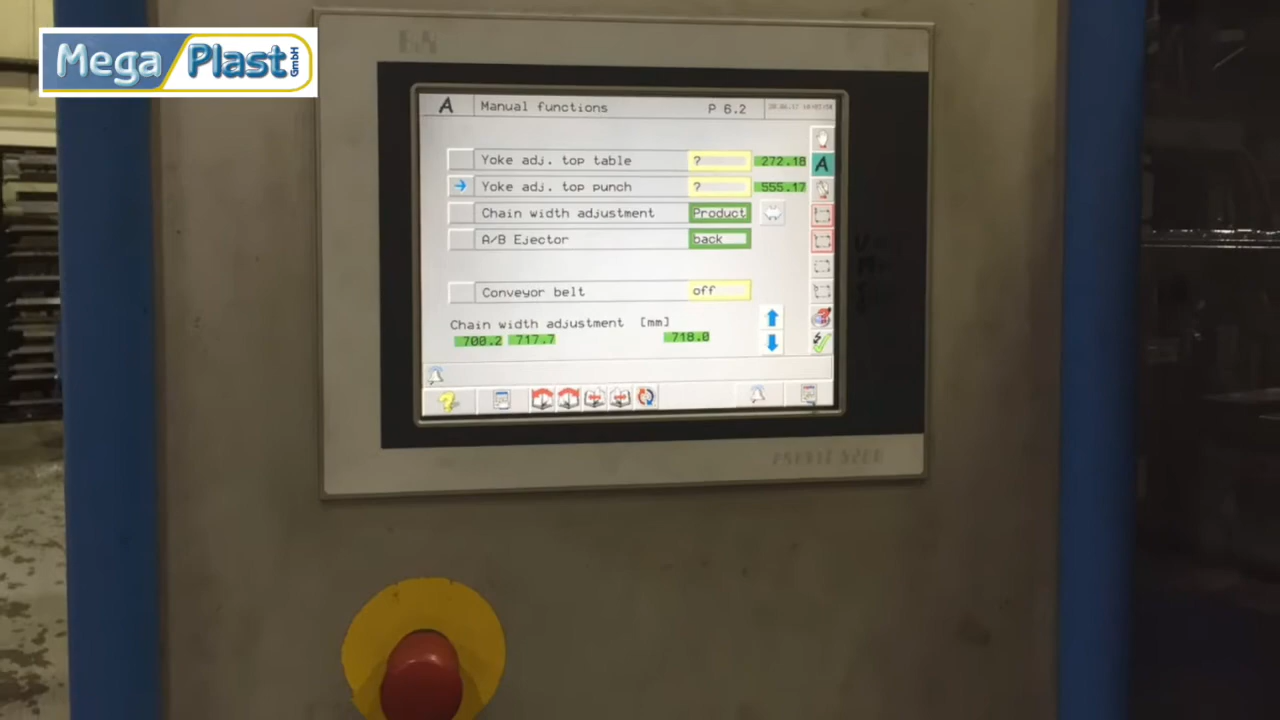 Mega Plast GmbH
A Manual functions P 6.2
Yoke adj. top table ? 272.18
A
Yoke adj. top punch ? 555.17
Chain width adjustment Product
A/B Ejector back
Conveyor belt off
Chain width adjustment [mm]
700.2 717.7 718.0
?